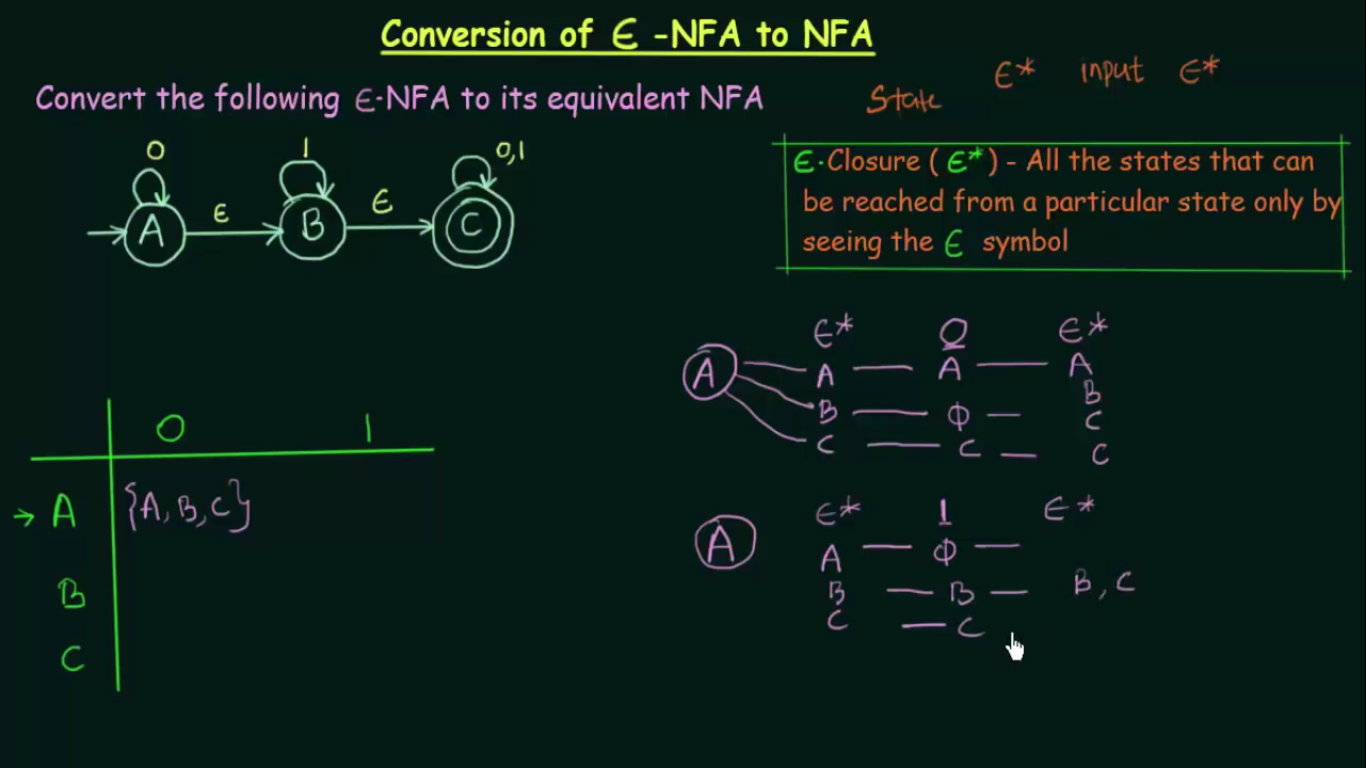 Conversion of ϵ -NFA to NFA
Convert the following ϵ-NFA to its equivalent NFA
State ϵ* input ϵ*
0 1 0,1
A ϵ B ϵ C
ϵ-Closure ( ϵ* ) - All the states that can
be reached from a particular state only by
seeing the ϵ symbol
ϵ* 0 ϵ*
A A — A — A
B
B — Φ —
C
C — C — C
0 1
→ A {A, B, C}
B
C
ϵ* 1 ϵ*
A A — Φ —
B — B — B, C
C — C